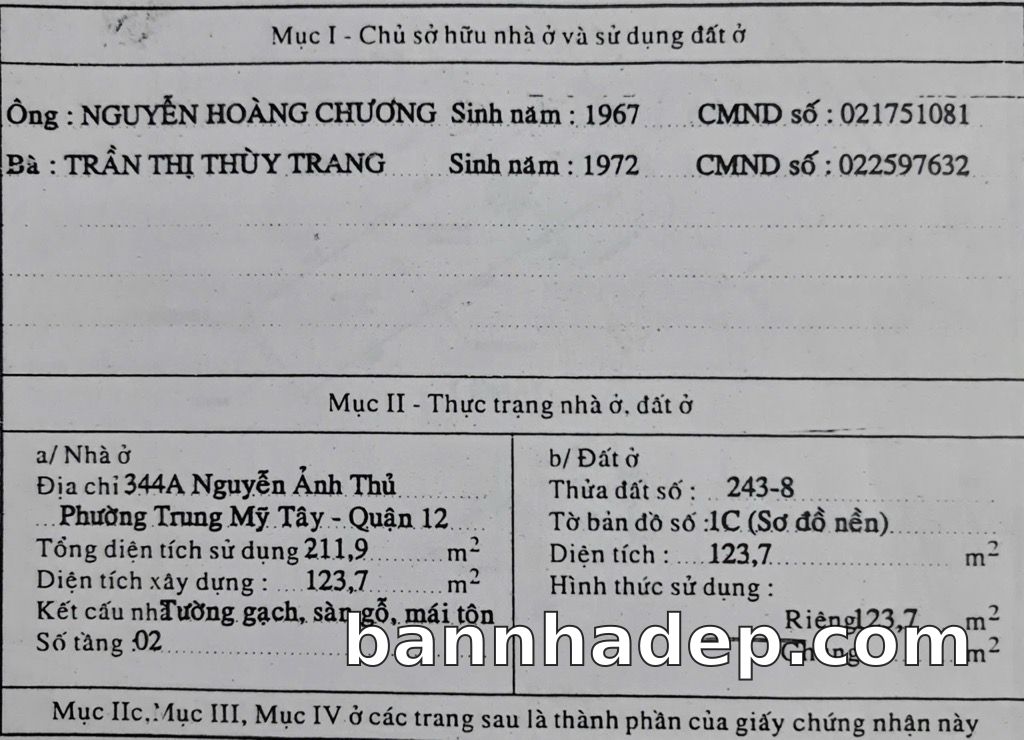 Mục I - Chủ sở hữu nhà ở và sử dụng đất ở
Ông : NGUYỄN HOÀNG CHƯƠNG Sinh năm : 1967 CMND số : 021751081
Bà : TRẦN THỊ THÙY TRANG Sinh năm : 1972 CMND số : 022597632
Mục II - Thực trạng nhà ở, đất ở
a/ Nhà ở
Địa chỉ 344A Nguyễn Ảnh Thủ
Phường Trung Mỹ Tây - Quận 12
Tổng diện tích sử dụng 211,9 m²
Diện tích xây dựng : 123,7 m²
Kết cấu nhà Tường gạch, sàn gỗ, mái tôn
Số tầng : 02
b/ Đất ở
Thửa đất số : 243-8
Tờ bản đồ số : 1C (Sơ đồ nền)
Diện tích : 123,7 m²
Hình thức sử dụng :
Riêng 123,7 m²
Chung m²
bannhadep.com
Mục IIc, Mục III, Mục IV ở các trang sau là thành phần của giấy chứng nhận này